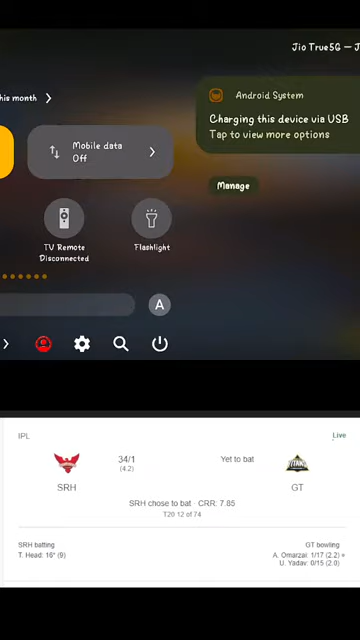 Jio True5G — J
his month
Android System
Charging this device via USB
Tap to view more options
Mobile data
Off
Manage
TV Remote
Disconnected
Flashlight
A
IPL
Live
34/1
(4.2)
Yet to bat
SRH
GT
TITANS
SRH chose to bat · CRR: 7.85
T20 12 of 74
SRH batting
GT bowling
T. Head: 16* (9)
A. Omarzai: 1/17 (2.2)
U. Yadav: 0/15 (2.0)